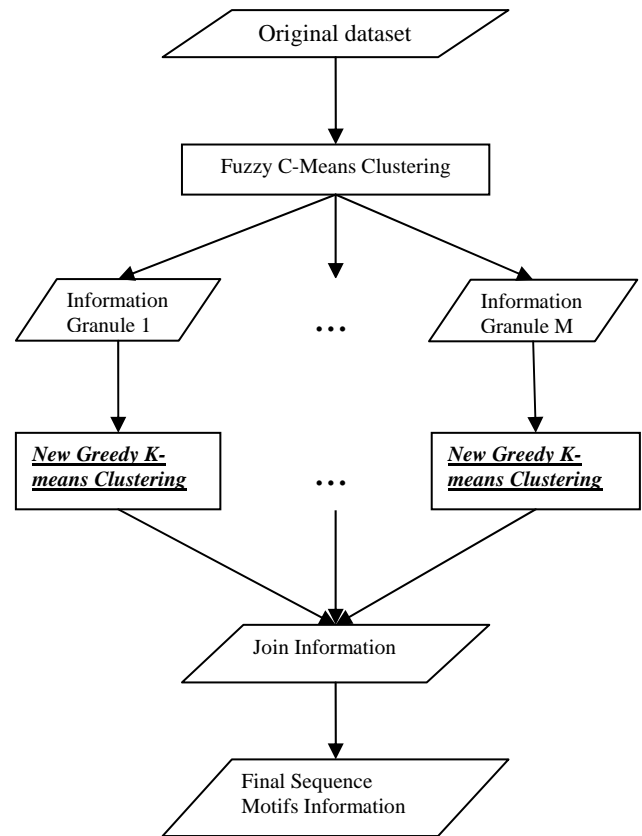 Original dataset
Fuzzy C-Means Clustering
Information
Granule 1
...
Information
Granule M
New Greedy K-
means Clustering
...
New Greedy K-
means Clustering
Join Information
Final Sequence
Motifs Information